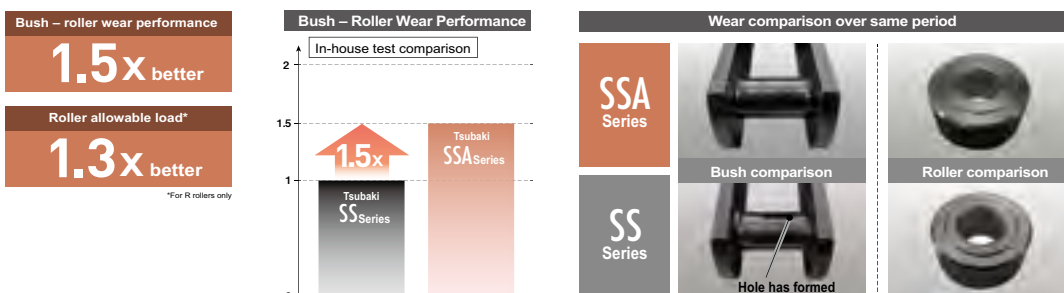 Bush – roller wear performance
1.5x better
Roller allowable load*
1.3x better
*For R rollers only
Bush – Roller Wear Performance
In-house test comparison
2
1.5
1
1.5x
Tsubaki
SS Series
Tsubaki
SSA Series
Wear comparison over same period
SSA
Series
Bush comparison
Roller comparison
SS
Series
Hole has formed